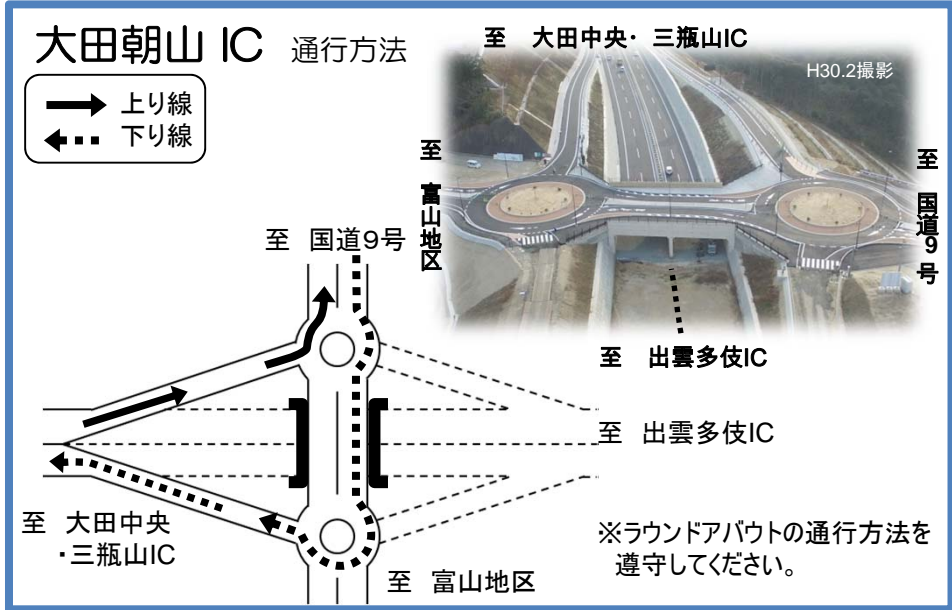 大田朝山 IC 通行方法
上り線
下り線
至 大田中央・三瓶山IC
H30.2撮影
至 富山地区
至 国道9号
至 出雲多伎IC
至 国道9号
至 出雲多伎IC
至 大田中央
・三瓶山IC
至 富山地区
※ラウンドアバウトの通行方法を
遵守してください。